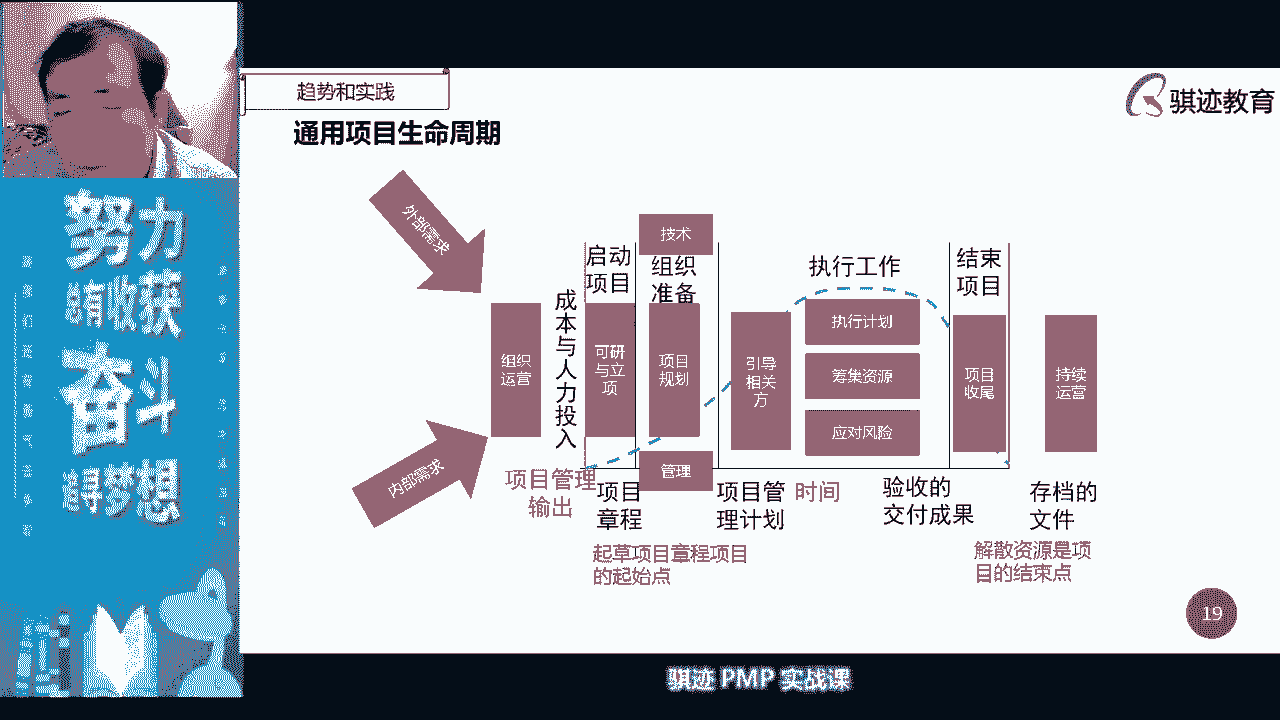 趋势和实践
骐迹教育
通用项目生命周期
努力
才有收获
奋斗
赢得梦想
外部需求
内部需求
组织
运营
成本与人力投入
启动
项目
可研
与立
项
技术
组织
准备
项目
规划
管理
引导
相关
方
执行工作
执行计划
筹集资源
应对风险
结束
项目
项目
收尾
持续
运营
项目管理
输出
项目
章程
项目管
理计划
时间
验收的
交付成果
存档的
文件
起草项目章程项目
的起始点
解散资源是项
目的结束点
19
骐迹 PMP 实战课